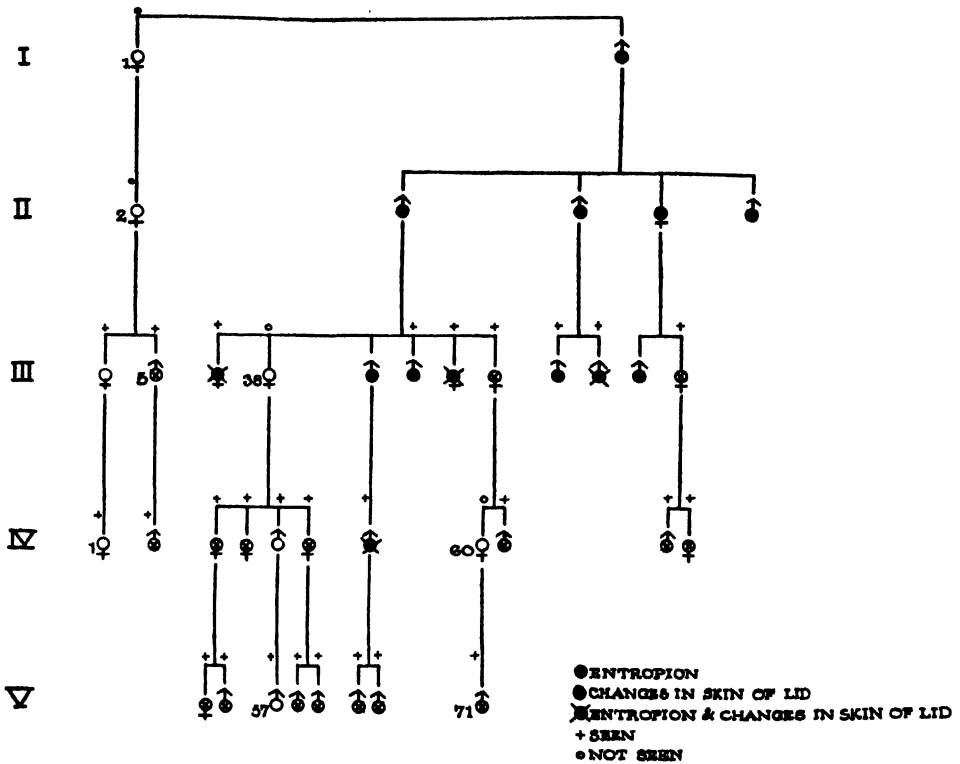 I
1
II
2
III
5 38
IV
1 60
V
57 71
ENTROPION
CHANGES IN SKIN OF LID
ENTROPION & CHANGES IN SKIN OF LID
+ SEEN
o NOT SEEN